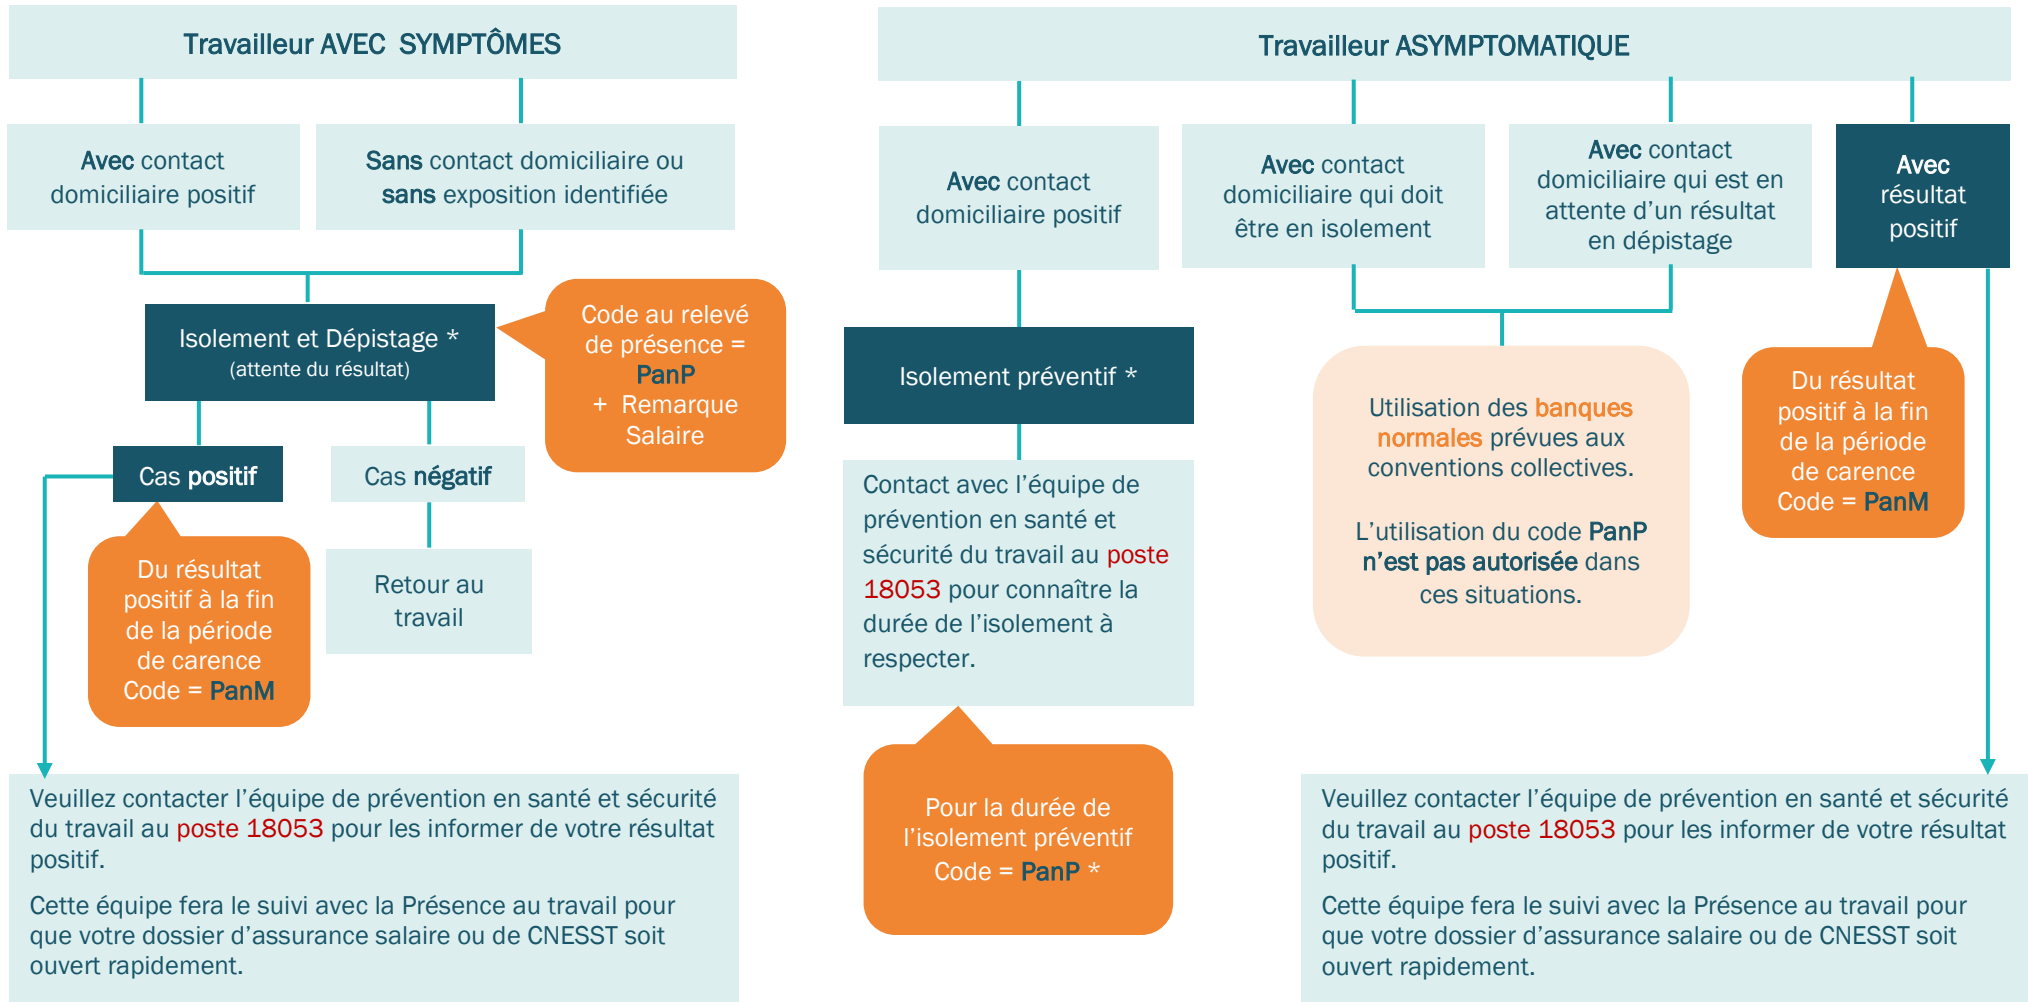 Travailleur AVEC SYMPTÔMES
Avec contact
domiciliaire positif
Sans contact domiciliaire ou
sans exposition identifiée
Isolement et Dépistage *
(attente du résultat)
Code au relevé
de présence =
PanP
+ Remarque
Salaire
Cas positif
Cas négatif
Du résultat
positif à la fin
de la période
de carence
Code = PanM
Retour au
travail
Veuillez contacter l’équipe de prévention en santé et sécurité
du travail au poste 18053 pour les informer de votre résultat
positif.
Cette équipe fera le suivi avec la Présence au travail pour
que votre dossier d’assurance salaire ou de CNESST soit
ouvert rapidement.
Travailleur ASYMPTOMATIQUE
Avec contact
domiciliaire positif
Avec contact
domiciliaire qui doit
être en isolement
Avec contact
domiciliaire qui est en
attente d’un résultat
en dépistage
Avec
résultat
positif
Isolement préventif *
Contact avec l’équipe de
prévention en santé et
sécurité du travail au poste
18053 pour connaître la
durée de l’isolement à
respecter.
Pour la durée de
l’isolement préventif
Code = PanP *
Utilisation des banques
normales prévues aux
conventions collectives.
L’utilisation du code PanP
n’est pas autorisée dans
ces situations.
Du résultat
positif à la fin
de la période
de carence
Code = PanM
Veuillez contacter l’équipe de prévention en santé et sécurité
du travail au poste 18053 pour les informer de votre résultat
positif.
Cette équipe fera le suivi avec la Présence au travail pour
que votre dossier d’assurance salaire ou de CNESST soit
ouvert rapidement.